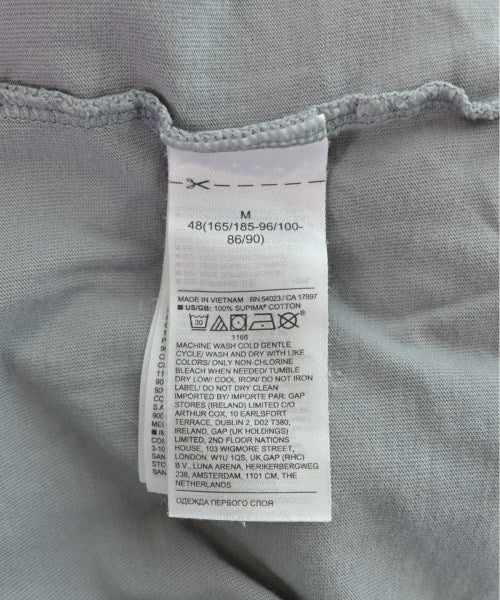 M
48(165/185-96/100-
86/90)
MADE IN VIETNAM RN 54023 / CA 17897
■ US/GB: 100% SUPIMA® COTTON
30
®
1166
MACHINE WASH COLD GENTLE
CYCLE/ WASH AND DRY WITH LIKE
COLORS/ ONLY NON-CHLORINE
BLEACH WHEN NEEDED/ TUMBLE
DRY LOW/ COOL IRON/ DO NOT IRON
LABEL/ DO NOT DRY CLEAN
IMPORTED BY/ IMPORTE PAR: GAP
STORES (IRELAND) LIMITED C/O
ARTHUR COX, 10 EARLSFORT
TERRACE, DUBLIN 2, D02 T380,
IRELAND, GAP (UK HOLDINGS)
LIMITED, 2ND FLOOR NATIONS
HOUSE, 103 WIGMORE STREET,
LONDON, W1U 1QS, UK,GAP (RHC)
B.V., LUNA ARENA, HERIKERBERGWEG
238, AMSTERDAM, 1101 CM, THE
NETHERLANDS
ОДЕЖДА ПЕРВОГО СЛОЯ